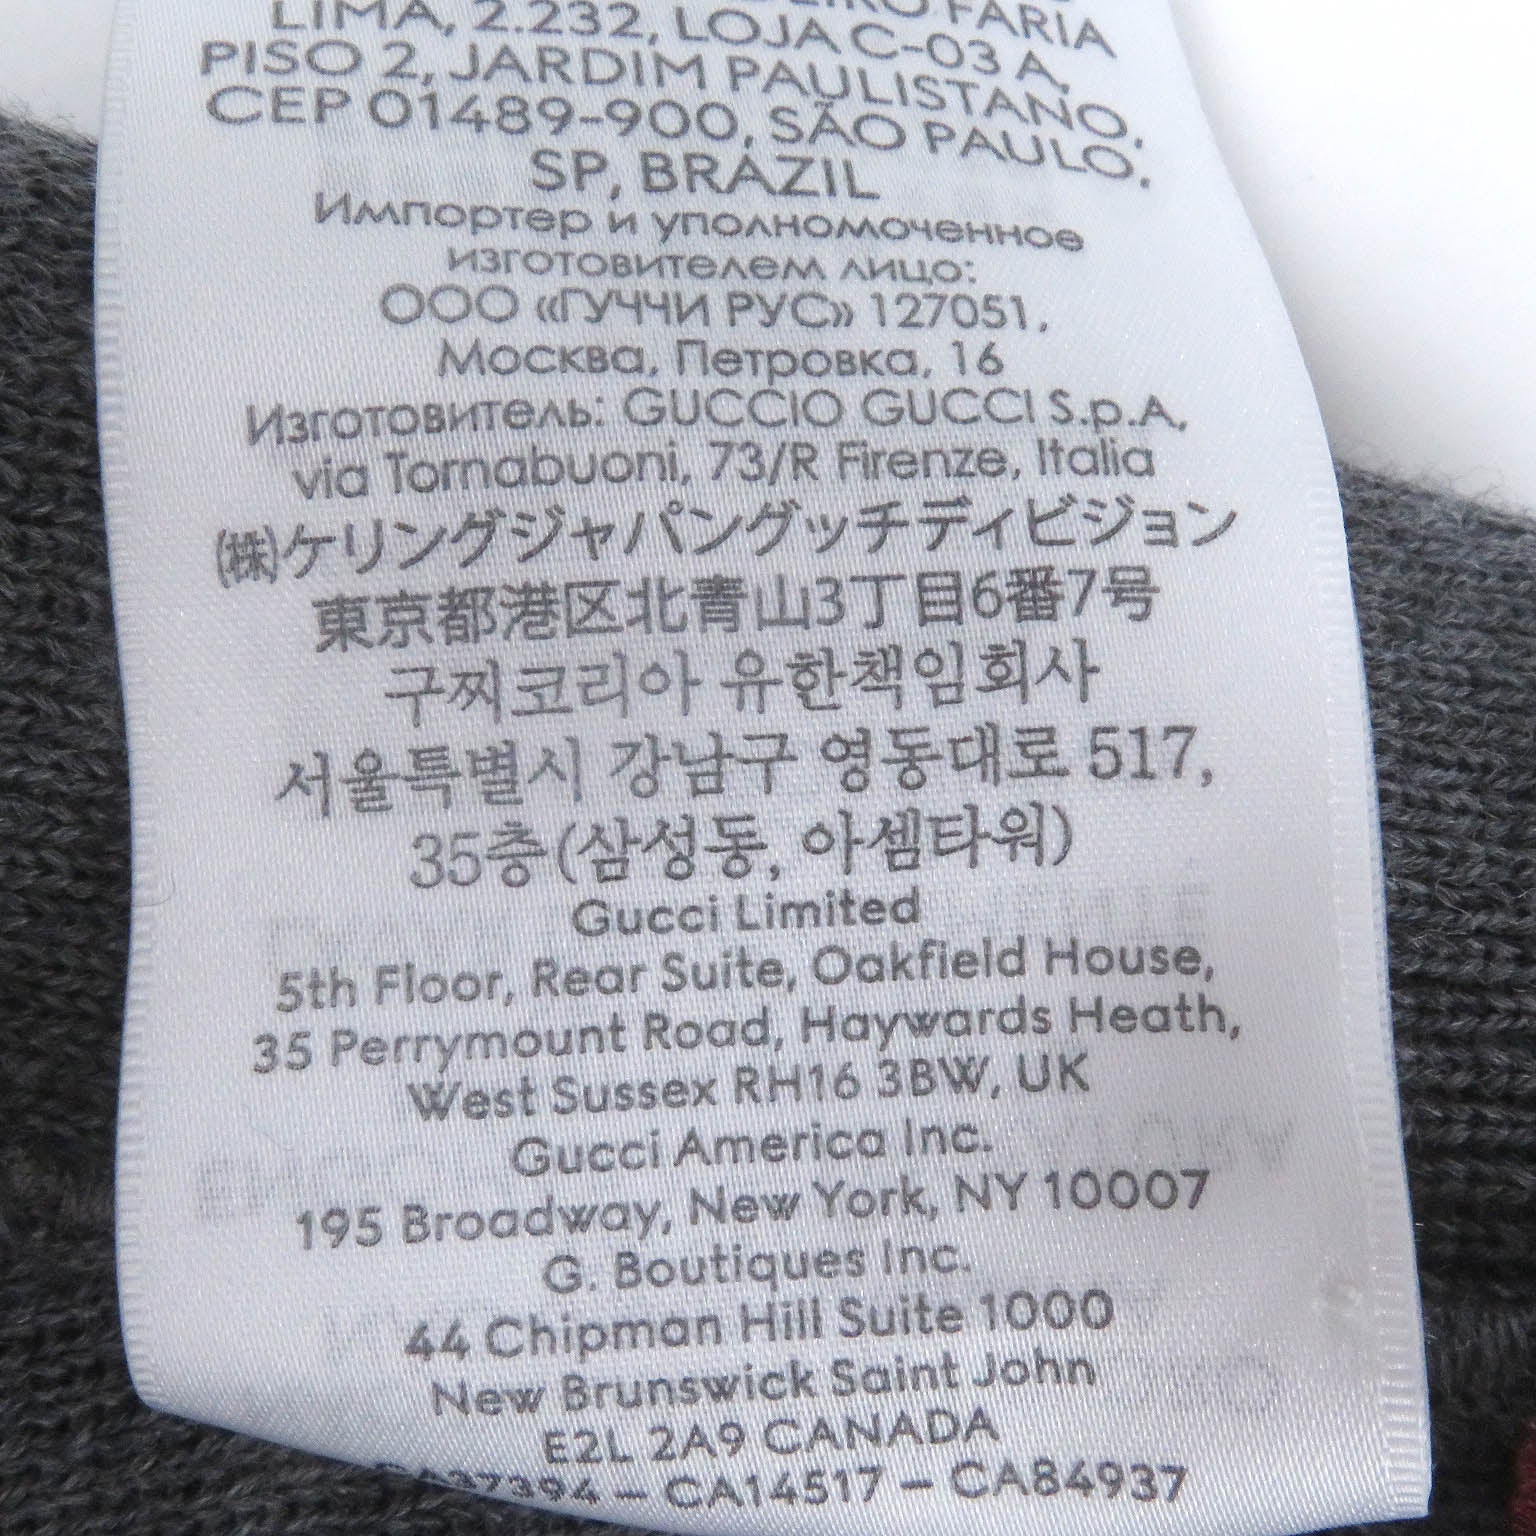 FARIA
LIMA, 2.232, LOJA C-03 A,
PISO 2, JARDIM PAULISTANO,
CEP 01489-900, SÃO PAULO,
SP, BRAZIL
Импортер и уполномоченное
изготовителем лицо:
ООО «ГУЧЧИ РУС» 127051,
Москва, Петровка, 16
Изготовитель: GUCCIO GUCCI S.p.A,
via Tornabuoni, 73/R Firenze, Italia
(株)ケリングジャパングッチディビジョン
東京都港区北青山3丁目6番7号
구찌코리아 유한책임회사
서울특별시 강남구 영동대로 517,
35층(삼성동, 아셈타워)
Gucci Limited
5th Floor, Rear Suite, Oakfield House,
35 Perrymount Road, Haywards Heath,
West Sussex RH16 3BW, UK
Gucci America Inc.
195 Broadway, New York, NY 10007
G. Boutiques Inc.
44 Chipman Hill Suite 1000
New Brunswick Saint John
E2L 2A9 CANADA
CA37394 – CA14517 – CA84937